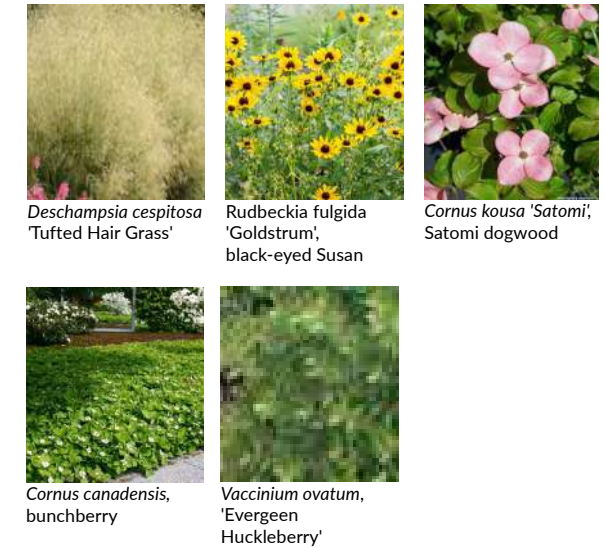 Deschampsia cespitosa
'Tufted Hair Grass'
Rudbeckia fulgida
'Goldstrum',
black-eyed Susan
Cornus kousa 'Satomi',
Satomi dogwood
Cornus canadensis,
bunchberry
Vaccinium ovatum,
'Evergeen
Huckleberry'